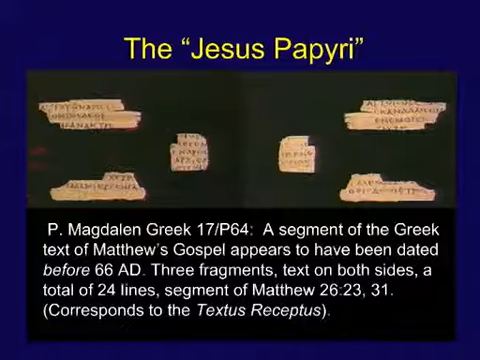 The “Jesus Papyri”
P. Magdalen Greek 17/P64: A segment of the Greek
text of Matthew’s Gospel appears to have been dated
before 66 AD. Three fragments, text on both sides, a
total of 24 lines, segment of Matthew 26:23, 31.
(Corresponds to the Textus Receptus).